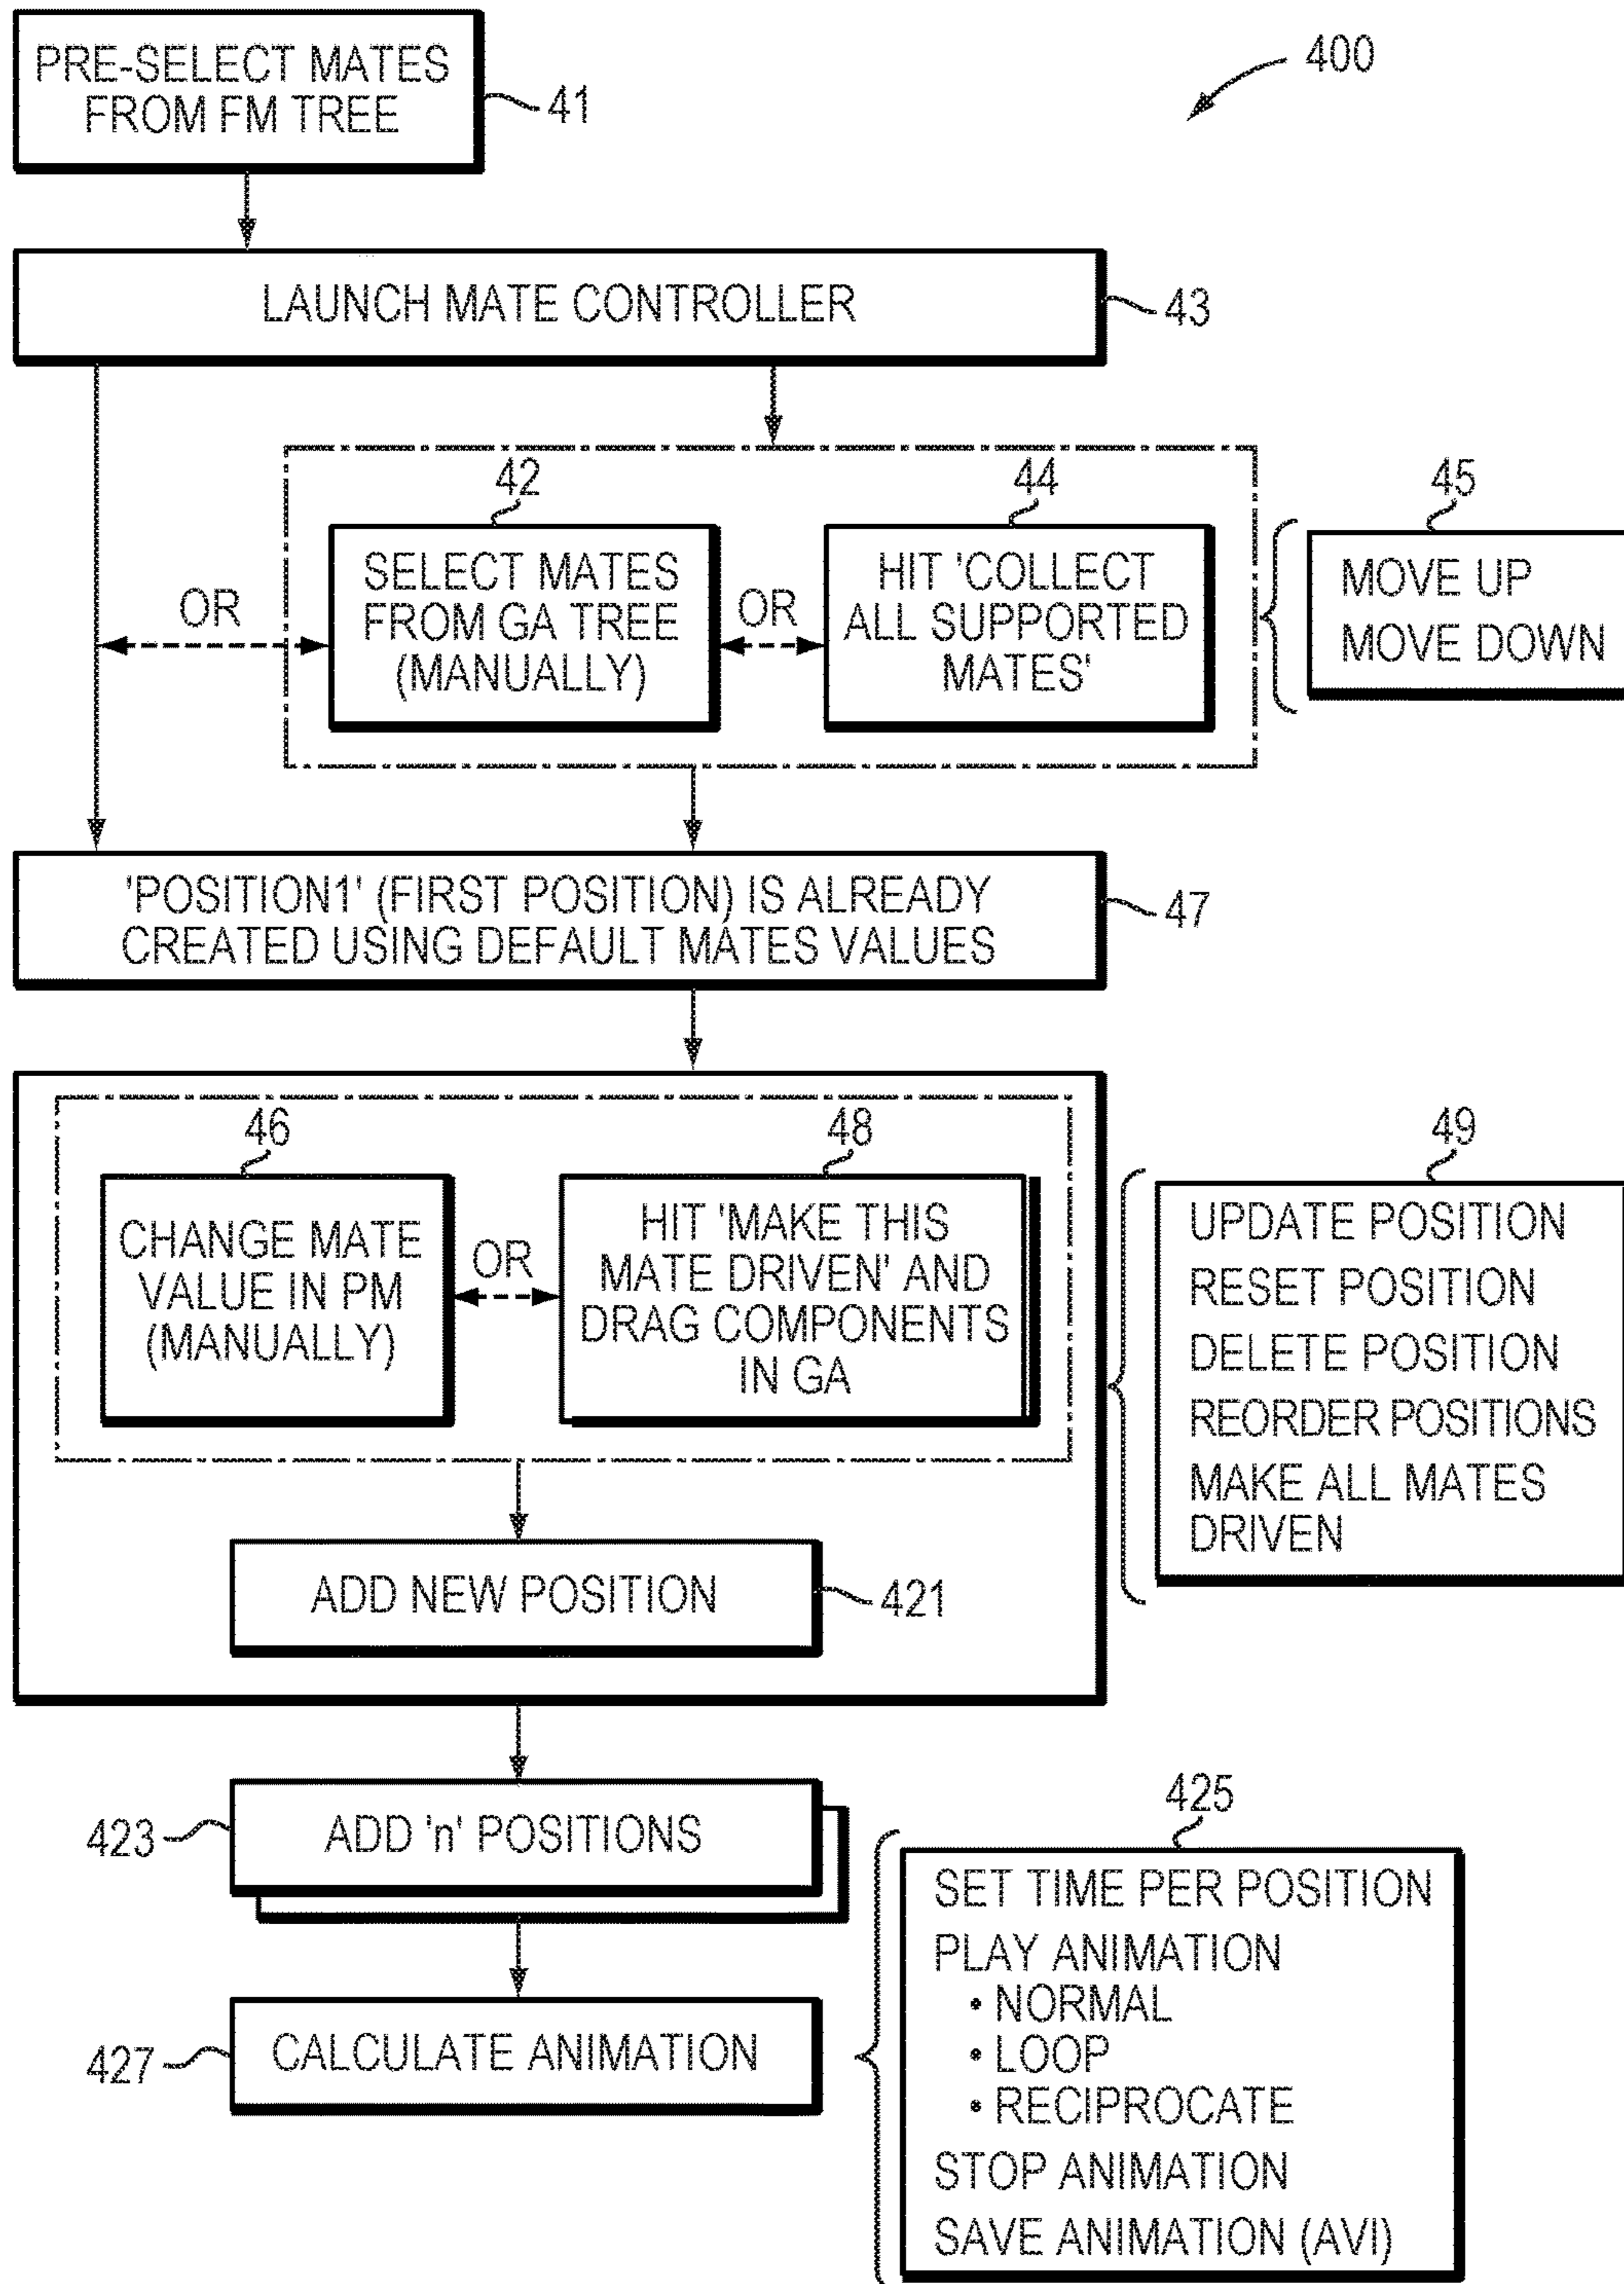 PRE-SELECT MATES
FROM FM TREE
41
400
LAUNCH MATE CONTROLLER
43
42
44
45
OR
SELECT MATES
FROM GA TREE
(MANUALLY)
OR
HIT 'COLLECT
ALL SUPPORTED
MATES'
MOVE UP
MOVE DOWN
'POSITION1' (FIRST POSITION) IS ALREADY
CREATED USING DEFAULT MATES VALUES
47
46
48
49
CHANGE MATE
VALUE IN PM
(MANUALLY)
OR
HIT 'MAKE THIS
MATE DRIVEN' AND
DRAG COMPONENTS
IN GA
UPDATE POSITION
RESET POSITION
DELETE POSITION
REORDER POSITIONS
MAKE ALL MATES
DRIVEN
ADD NEW POSITION
421
423
ADD 'n' POSITIONS
425
427
CALCULATE ANIMATION
SET TIME PER POSITION
PLAY ANIMATION
• NORMAL
• LOOP
• RECIPROCATE
STOP ANIMATION
SAVE ANIMATION (AVI)